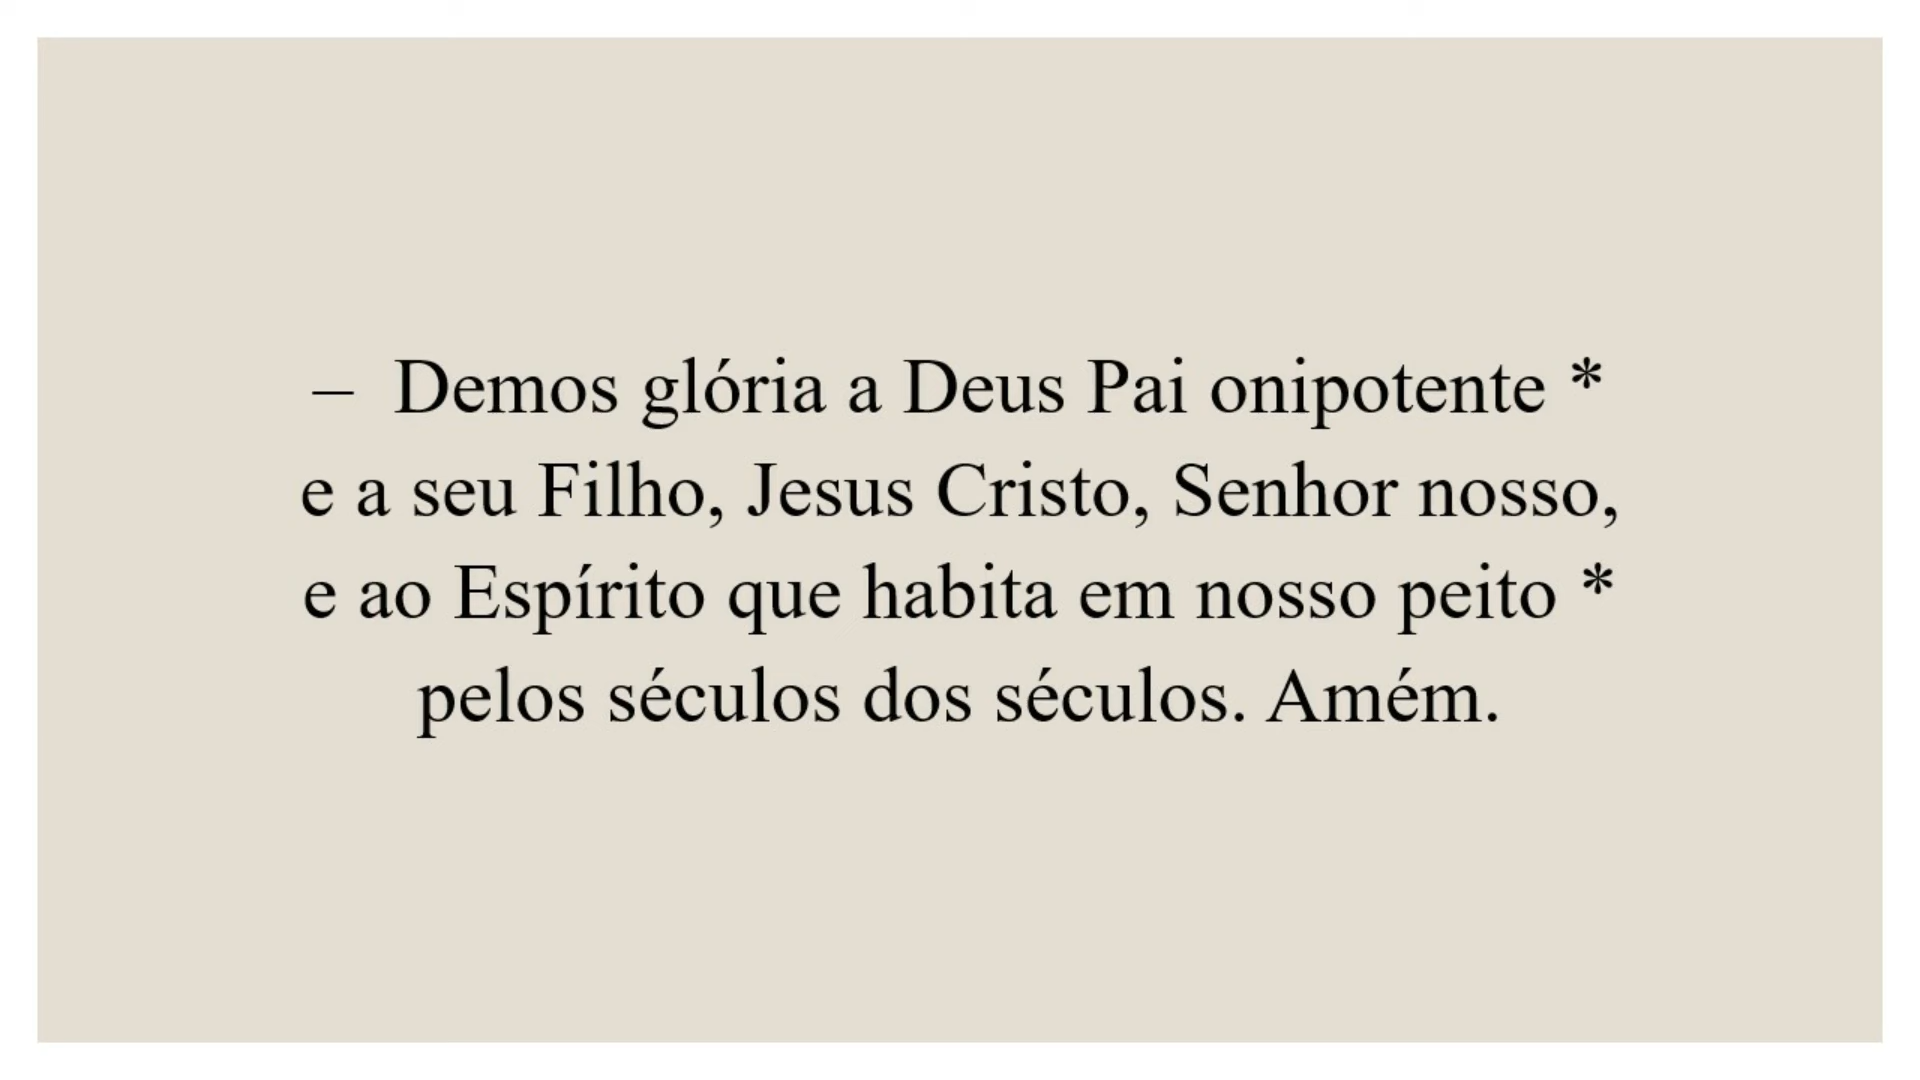 – Demos glória a Deus Pai onipotente *
e a seu Filho, Jesus Cristo, Senhor nosso,
e ao Espírito que habita em nosso peito *
pelos séculos dos séculos. Amém.